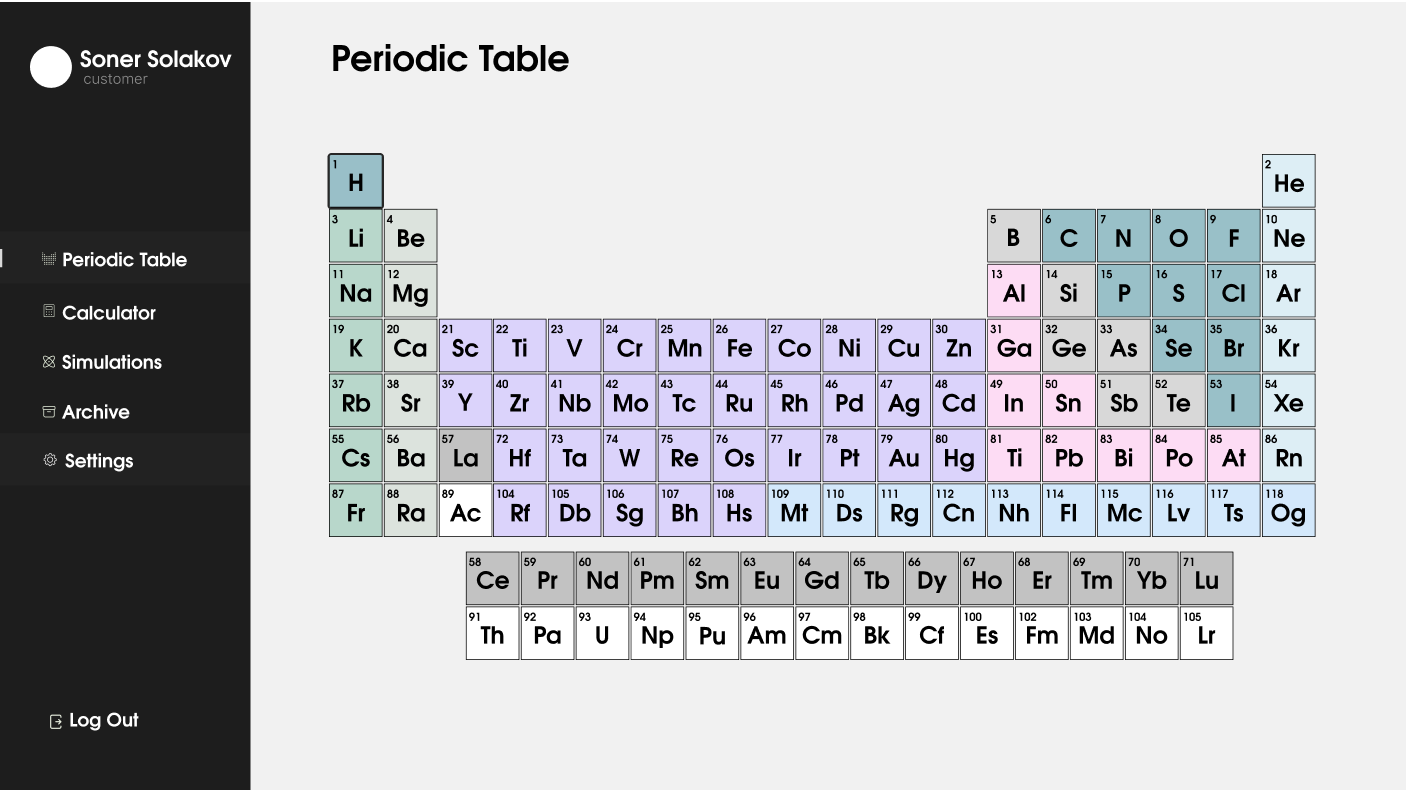 Soner Solakov
customer
Periodic Table
Calculator
Simulations
Archive
Settings
Log Out
Periodic Table
1 H 2 He
3 Li 4 Be 5 B 6 C 7 N 8 O 9 F 10 Ne
11 Na 12 Mg 13 Al 14 Si 15 P 16 S 17 Cl 18 Ar
19 K 20 Ca 21 Sc 22 Ti 23 V 24 Cr 25 Mn 26 Fe 27 Co 28 Ni 29 Cu 30 Zn 31 Ga 32 Ge 33 As 34 Se 35 Br 36 Kr
37 Rb 38 Sr 39 Y 40 Zr 41 Nb 42 Mo 43 Tc 44 Ru 45 Rh 46 Pd 47 Ag 48 Cd 49 In 50 Sn 51 Sb 52 Te 53 I 54 Xe
55 Cs 56 Ba 57 La 72 Hf 73 Ta 74 W 75 Re 76 Os 77 Ir 78 Pt 79 Au 80 Hg 81 Ti 82 Pb 83 Bi 84 Po 85 At 86 Rn
87 Fr 88 Ra 89 Ac 104 Rf 105 Db 106 Sg 107 Bh 108 Hs 109 Mt 110 Ds 111 Rg 112 Cn 113 Nh 114 Fl 115 Mc 116 Lv 117 Ts 118 Og
58 Ce 59 Pr 60 Nd 61 Pm 62 Sm 63 Eu 64 Gd 65 Tb 66 Dy 67 Ho 68 Er 69 Tm 70 Yb 71 Lu
91 Th 92 Pa 93 U 94 Np 95 Pu 96 Am 97 Cm 98 Bk 99 Cf 100 Es 102 Fm 103 Md 104 No 105 Lr